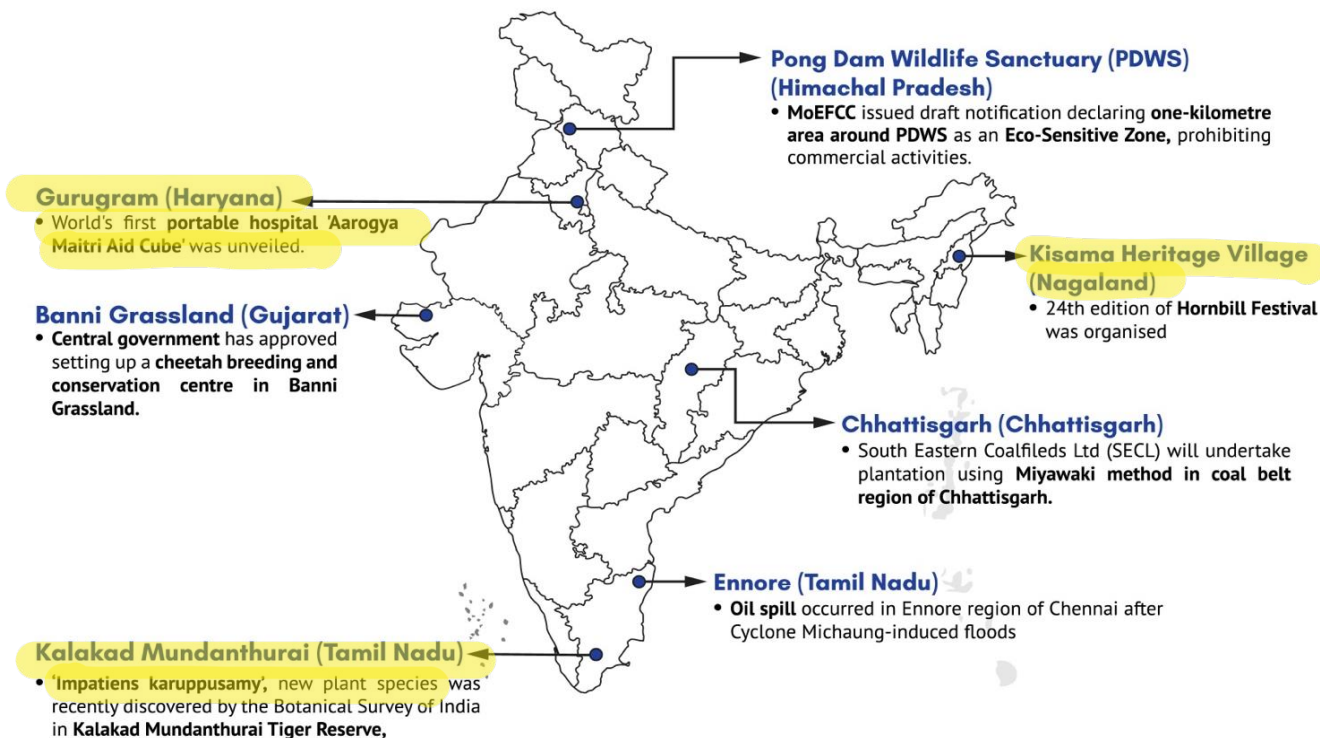 Pong Dam Wildlife Sanctuary (PDWS)
(Himachal Pradesh)
• MoEFCC issued draft notification declaring one-kilometre
area around PDWS as an Eco-Sensitive Zone, prohibiting
commercial activities.
Gurugram (Haryana)
• World's first portable hospital 'Aarogya
Maitri Aid Cube' was unveiled.
Kisama Heritage Village
(Nagaland)
• 24th edition of Hornbill Festival
was organised
Banni Grassland (Gujarat)
• Central government has approved
setting up a cheetah breeding and
conservation centre in Banni
Grassland.
Chhattisgarh (Chhattisgarh)
• South Eastern Coalfileds Ltd (SECL) will undertake
plantation using Miyawaki method in coal belt
region of Chhattisgarh.
Ennore (Tamil Nadu)
• Oil spill occurred in Ennore region of Chennai after
Cyclone Michaung-induced floods
Kalakad Mundanthurai (Tamil Nadu)
• 'Impatiens karuppusamy', new plant species was
recently discovered by the Botanical Survey of India
in Kalakad Mundanthurai Tiger Reserve,